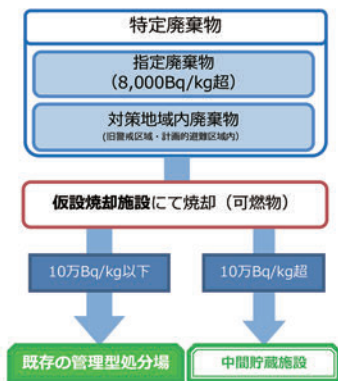 特定廃棄物
指定廃棄物
(8,000Bq/kg超)
対策地域内廃棄物
(旧警戒区域・計画的避難区域内)
仮設焼却施設にて焼却（可燃物）
10万Bq/kg以下
10万Bq/kg超
既存の管理型処分場
中間貯蔵施設